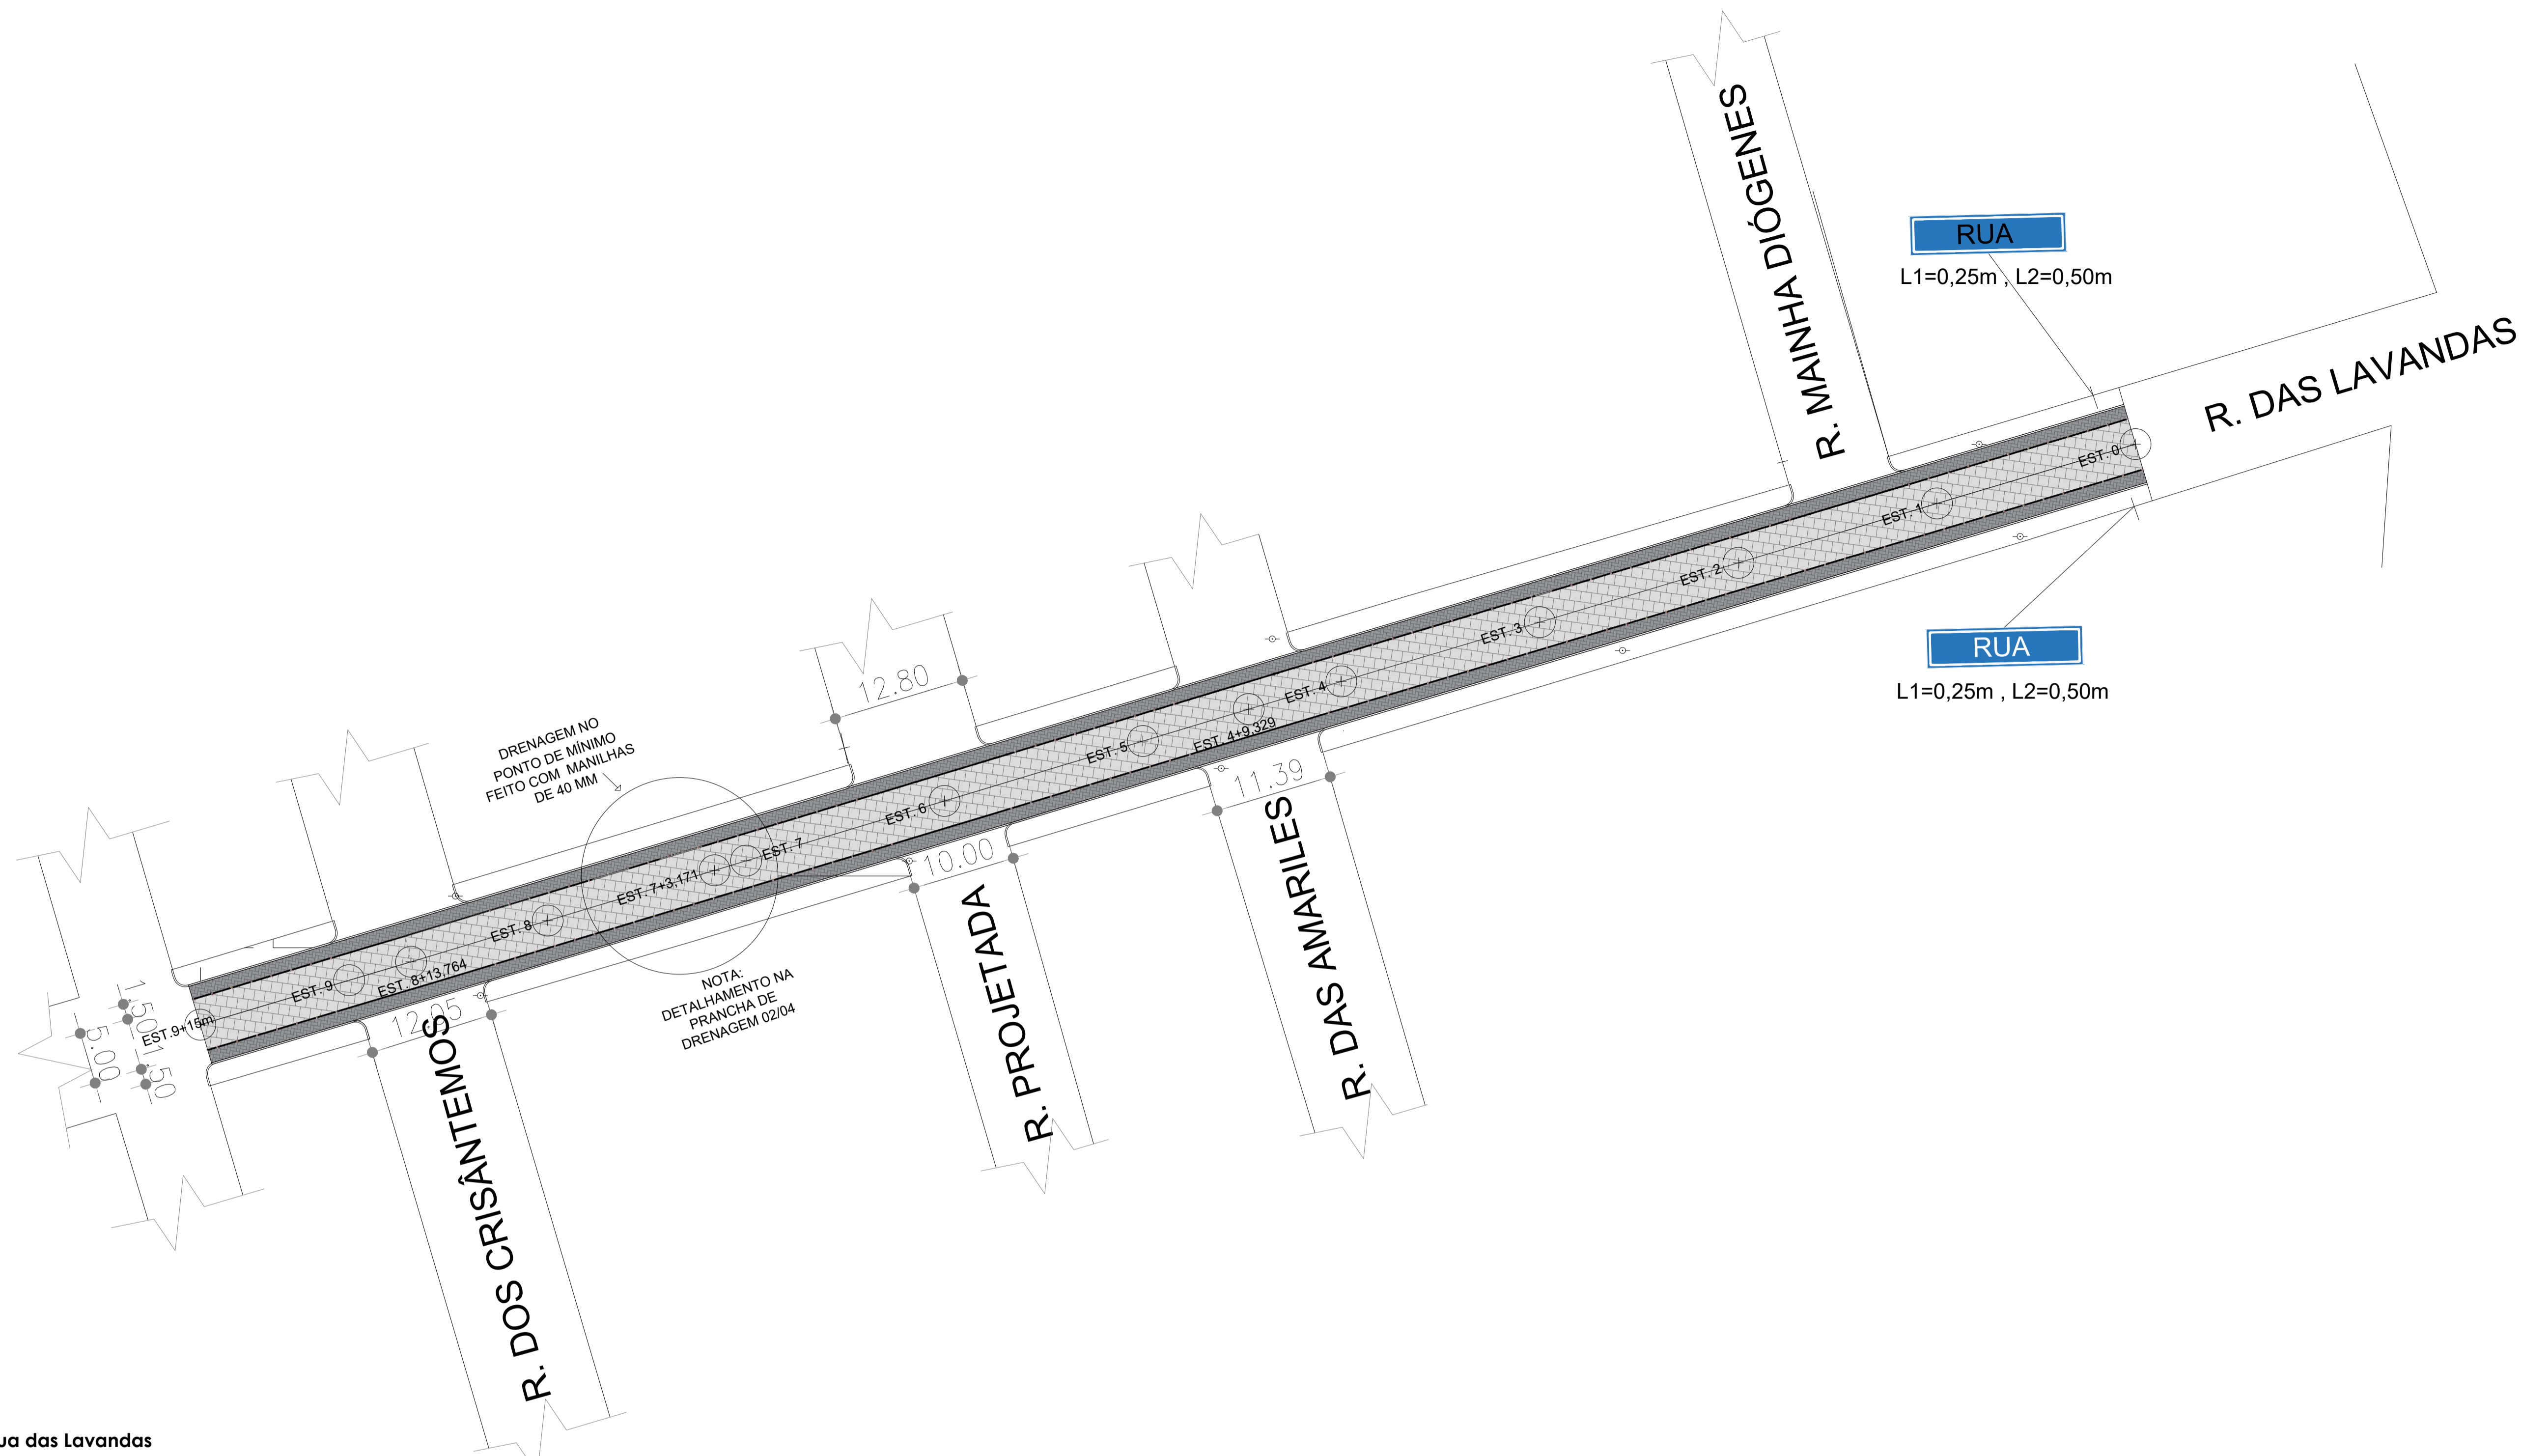 R. MAINHA DIÓGENES
RUA
L1=0,25m , L2=0,50m
R. DAS LAVANDAS
EST. 0
EST. 1
EST. 2
EST. 3
EST. 4
EST. 4+9,329
EST. 5
EST. 6
EST. 7
EST. 7+3,171
EST. 8
EST. 8+13,764
EST. 9
EST.9+15m
RUA
L1=0,25m , L2=0,50m
12.80
DRENAGEM NO
PONTO DE MÍNIMO
FEITO COM MANILHAS
DE 40 MM
11.39
10.00
12.05
1.50
5.00
1.50
NOTA:
DETALHAMENTO NA
PRANCHA DE
DRENAGEM 02/04
R. DAS AMARILES
R. PROJETADA
R. DOS CRISÂNTEMOS
ua das Lavandas